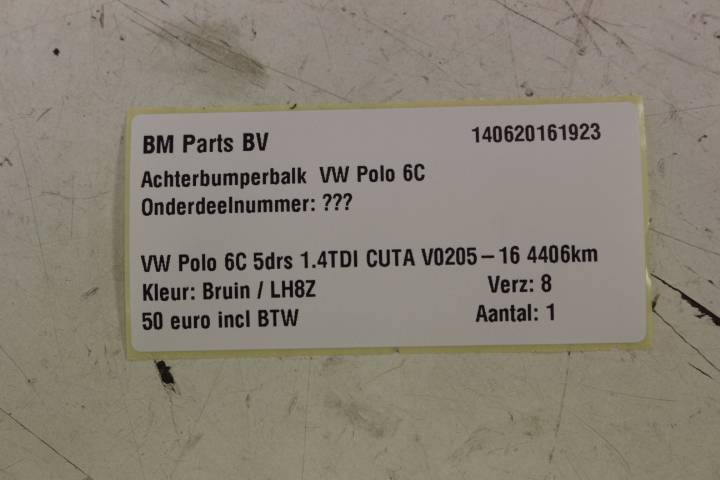 BM Parts BV 140620161923
Achterbumperbalk VW Polo 6C
Onderdeelnummer: ???
VW Polo 6C 5drs 1.4TDI CUTA V0205-16 4406km
Kleur: Bruin / LH8Z Verz: 8
50 euro incl BTW Aantal: 1